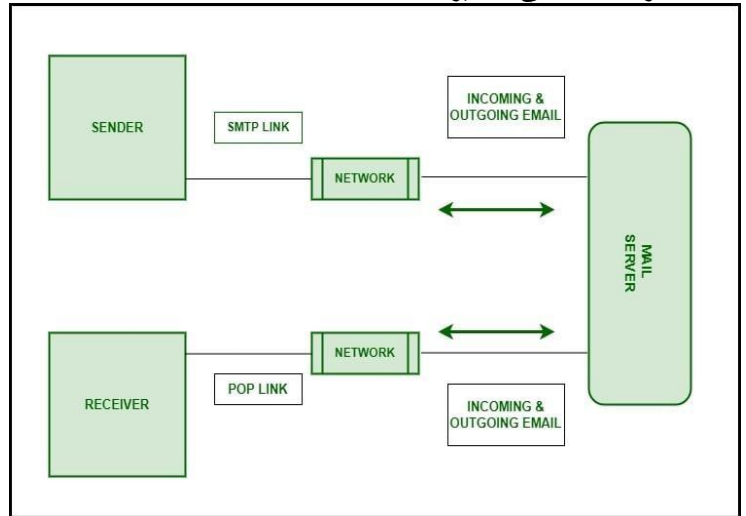 SENDER
SMTP LINK
NETWORK
INCOMING &
OUTGOING EMAIL
MAIL
SERVER
RECEIVER
POP LINK
NETWORK
INCOMING &
OUTGOING EMAIL